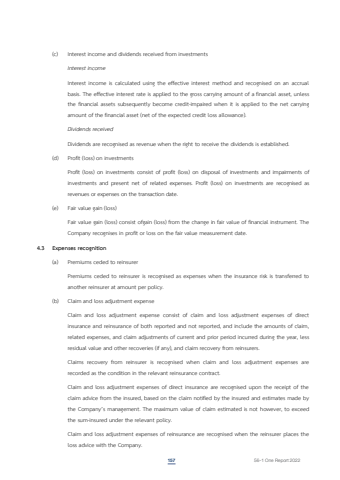 (c) Interest income and dividends received from investments
Interest income
Interest income is calculated using the effective interest method and recognised on an accrual
basis. The effective interest rate is applied to the gross carrying amount of a financial asset, unless
the financial assets subsequently become credit-impaired when it is applied to the net carrying
amount of the financial asset (net of the expected credit loss allowance).
Dividends received
Dividends are recognised as revenue when the right to receive the dividends is established.
(d) Profit (loss) on investments
Profit (loss) on investments consist of profit (loss) on disposal of investments and impairments of
investments and present net of related expenses. Profit (loss) on investments are recognised as
revenues or expenses on the transaction date.
(e) Fair value gain (loss)
Fair value gain (loss) consist ofgain (loss) from the change in fair value of financial instrument. The
Company recognises in profit or loss on the fair value measurement date.
4.3 Expenses recognition
(a) Premiums ceded to reinsurer
Premiums ceded to reinsurer is recognised as expenses when the insurance risk is transferred to
another reinsurer at amount per policy.
(b) Claim and loss adjustment expense
Claim and loss adjustment expense consist of claim and loss adjustment expenses of direct
insurance and reinsurance of both reported and not reported, and include the amounts of claim,
related expenses, and claim adjustments of current and prior period incurred during the year, less
residual value and other recoveries (if any), and claim recovery from reinsurers.
Claims recovery from reinsurer is recognised when claim and loss adjustment expenses are
recorded as the condition in the relevant reinsurance contract.
Claim and loss adjustment expenses of direct insurance are recognised upon the receipt of the
claim advice from the insured, based on the claim notified by the insured and estimates made by
the Company's management. The maximum value of claim estimated is not however, to exceed
the sum-insured under the relevant policy.
Claim and loss adjustment expenses of reinsurance are recognised when the reinsurer places the
loss advice with the Company.
167 56-1 One-Report 2022